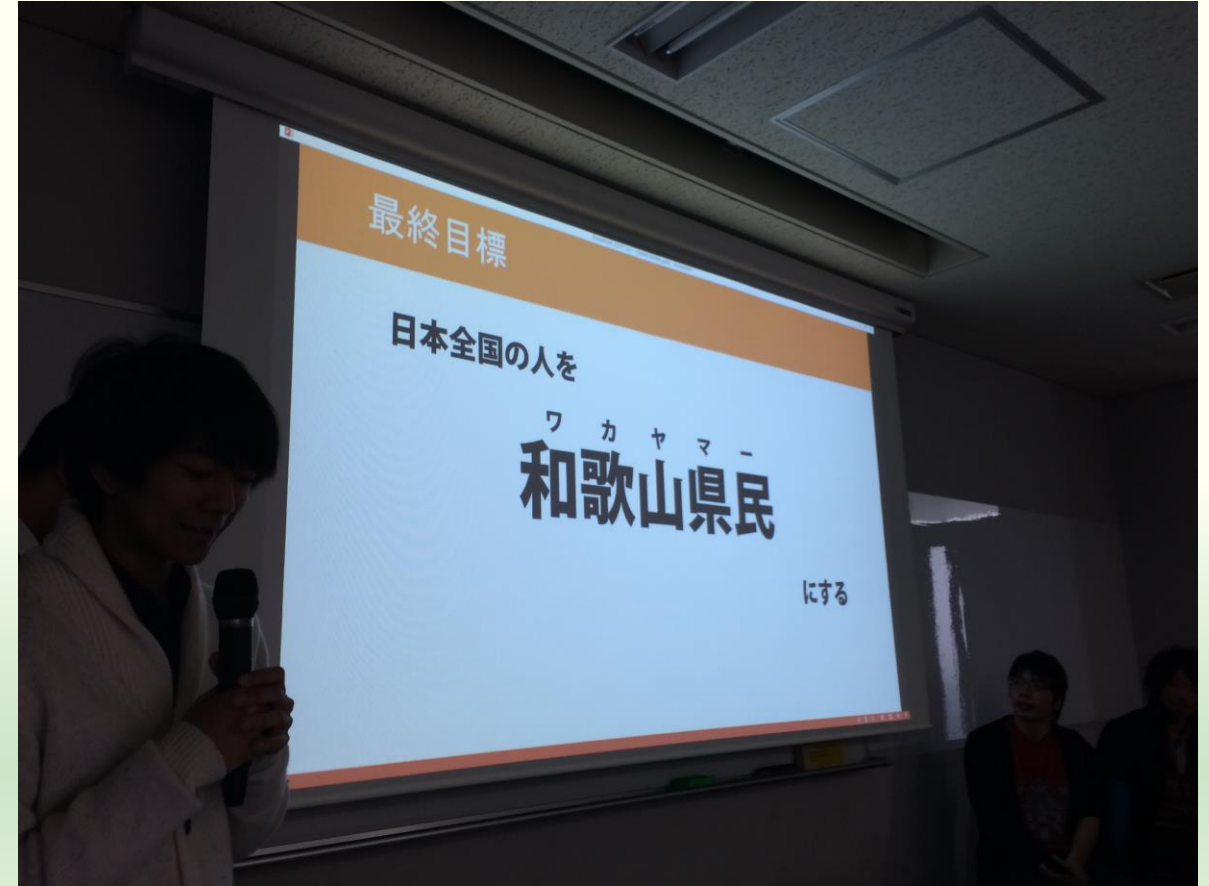 最終目標
日本全国の人を
ワカヤマー
和歌山県民
にする